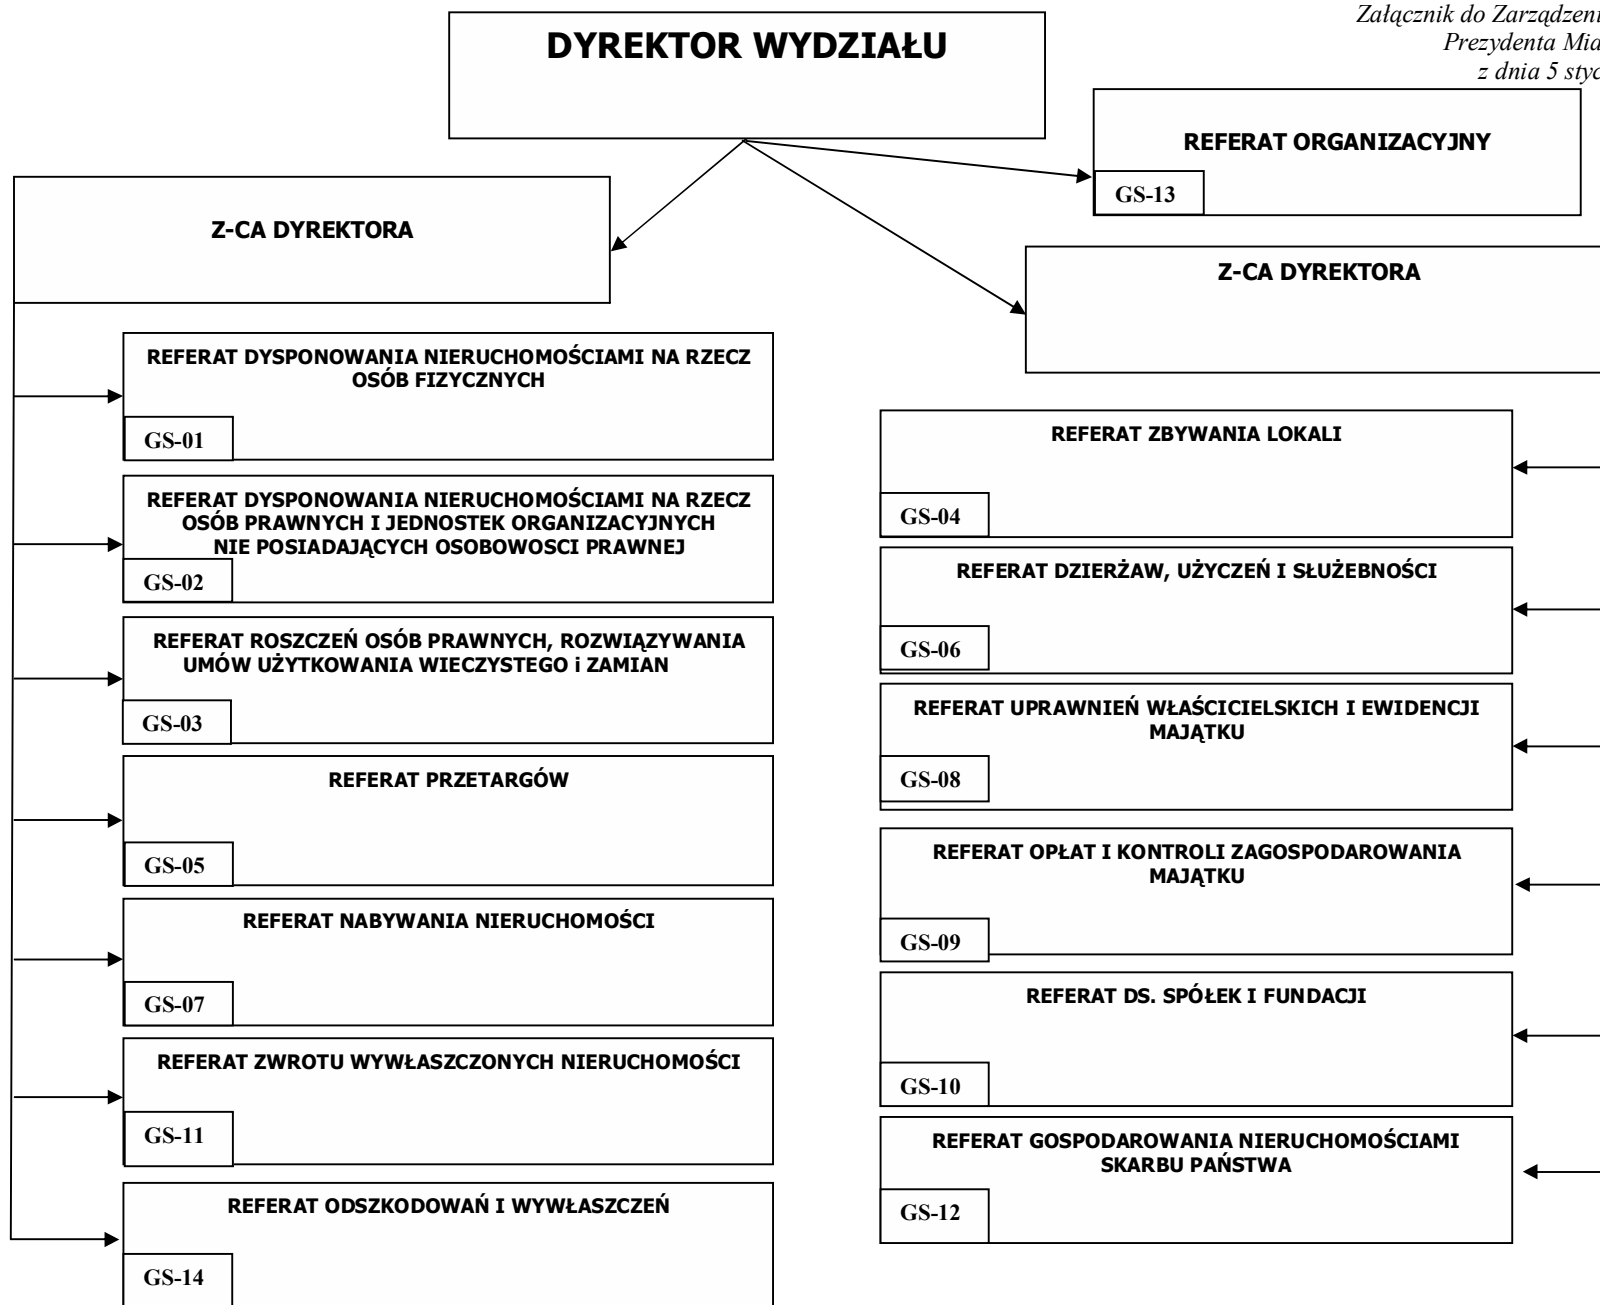 Załącznik do
Prezydenta
z dnia 5
DYREKTOR WYDZIAŁU
REFERAT ORGANIZACYJNY
GS-13
Z-CA DYREKTORA
Z-CA DYREKTORA
REFERAT DYSPONOWANIA NIERUCHOMOŚCIAMI NA RZECZ
OSÓB FIZYCZNYCH
GS-01
REFERAT DYSPONOWANIA NIERUCHOMOŚCIAMI NA RZECZ
OSÓB PRAWNYCH I JEDNOSTEK ORGANIZACYJNYCH
NIE POSIADAJĄCYCH OSOBOWOSCI PRAWNEJ
GS-02
REFERAT ROSZCZEŃ OSÓB PRAWNYCH, ROZWIĄZYWANIA
UMÓW UŻYTKOWANIA WIECZYSTEGO i ZAMIAN
GS-03
REFERAT PRZETARGÓW
GS-05
REFERAT NABYWANIA NIERUCHOMOŚCI
GS-07
REFERAT ZWROTU WYWŁASZCZONYCH NIERUCHOMOŚCI
GS-11
REFERAT ODSZKODOWAŃ I WYWŁASZCZEŃ
GS-14
REFERAT ZBYWANIA LOKALI
GS-04
REFERAT DZIERŻAW, UŻYCZEŃ I SŁUŻEBNOŚCI
GS-06
REFERAT UPRAWNIEŃ WŁAŚCICIELSKICH I EWIDENCJI
MAJĄTKU
GS-08
REFERAT OPŁAT I KONTROLI ZAGOSPODAROWANIA
MAJĄTKU
GS-09
REFERAT DS. SPÓŁEK I FUNDACJI
GS-10
REFERAT GOSPODAROWANIA NIERUCHOMOŚCIAMI
SKARBU PAŃSTWA
GS-12